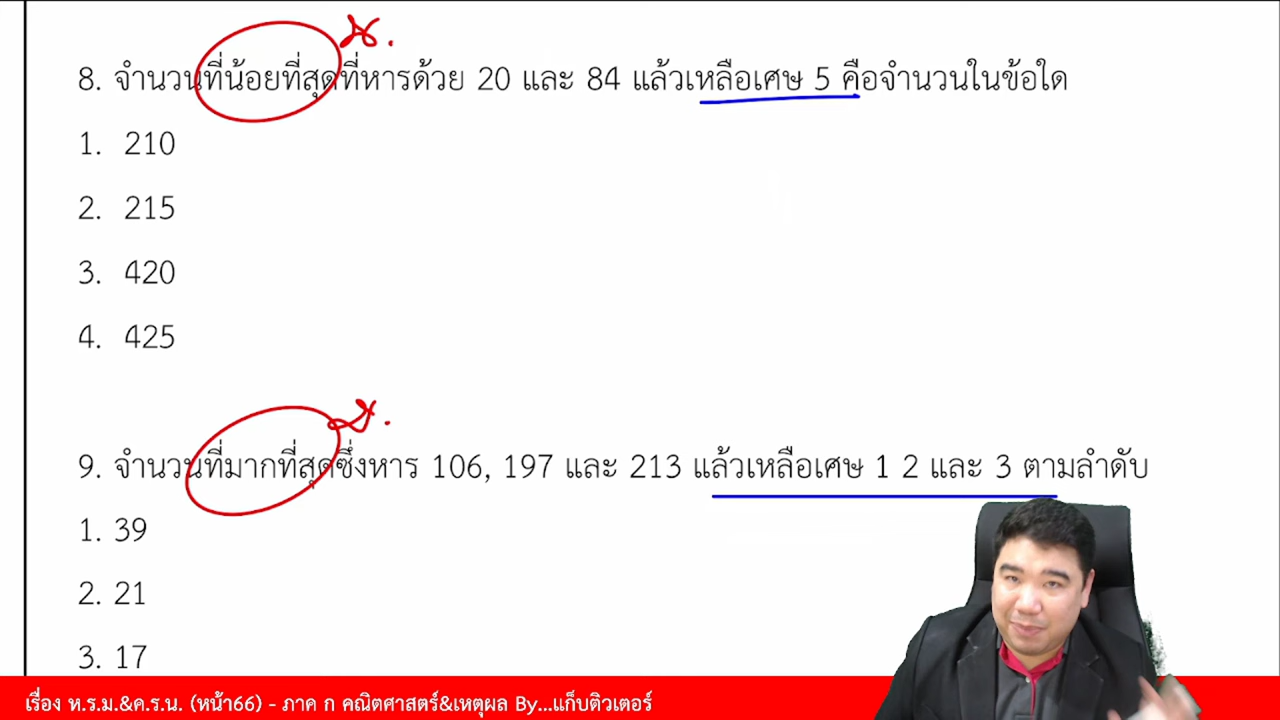 8. จำนวนที่น้อยที่สุดที่หารด้วย 20 และ 84 แล้วเหลือเศษ 5 คือจำนวนในข้อใด
1. 210
2. 215
3. 420
4. 425
9. จำนวนที่มากที่สุดซึ่งหาร 106, 197 และ 213 แล้วเหลือเศษ 1 2 และ 3 ตามลำดับ
1. 39
2. 21
3. 17
เรื่อง ห.ร.ม.&ค.ร.น. (หน้า66) - ภาค ก คณิตศาสตร์&เหตุผล By...แก็บติวเตอร์